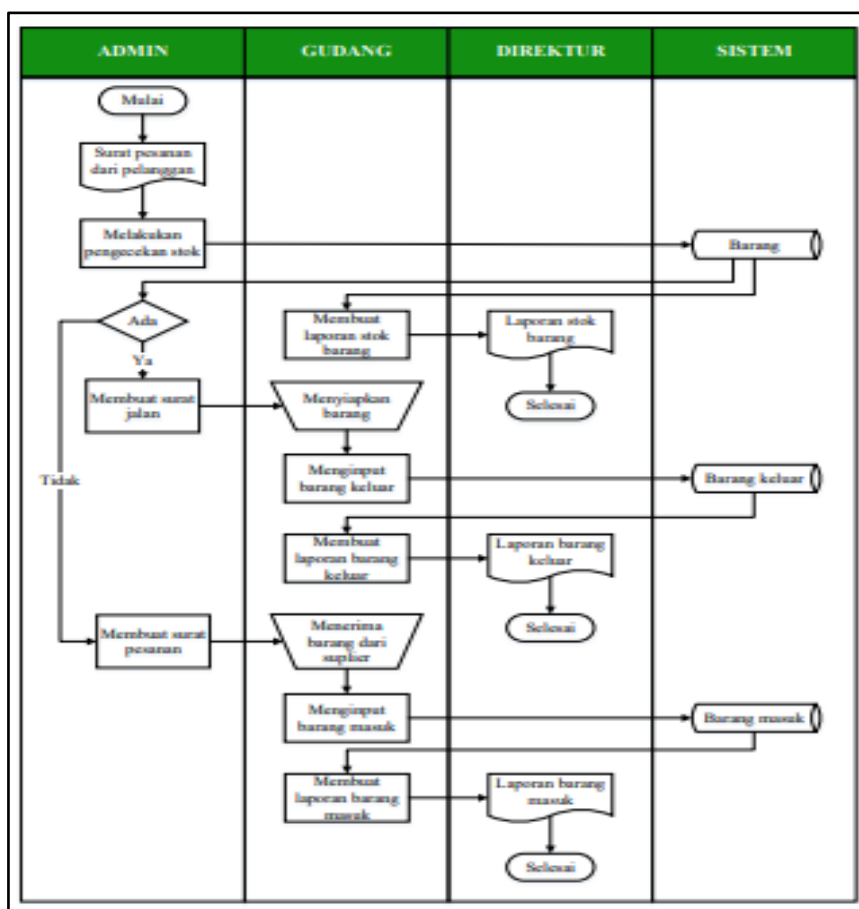 ADMIN
GUDANG
DIREKTUR
SISTEM
Mulai
Surat pesanan
dari pelanggan
Melakukan
pengecekan stok
Barang
Ada
Membuat
laporan stok
barang
Laporan stok
barang
Ya
Membuat surat
jalan
Menyiapkan
barang
Selesai
Tidak
Menginput
barang keluar
Barang keluar
Membuat
laporan barang
keluar
Laporan barang
keluar
Membuat surat
pesanan
Menerima
barang dari
suplier
Selesai
Menginput
barang masuk
Barang masuk
Membuat
laporan barang
masuk
Laporan barang
masuk
Selesai